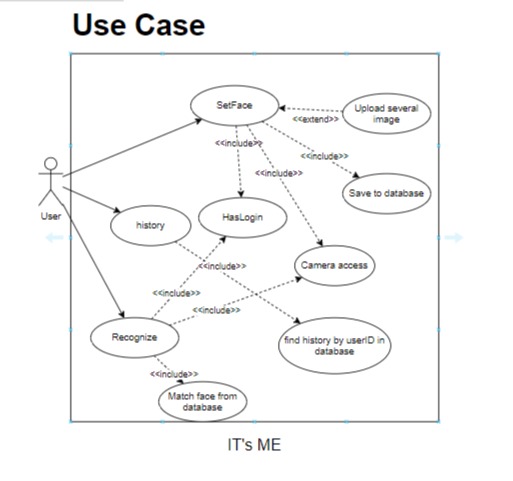 Use Case
SetFace
Upload several
image
<<extend>>
<<include>>
<<include>>
<<include>>
Save to database
User
history
HasLogin
<<include>>
Camera access
<<include>>
<<include>>
Recognize
find history by userID in
database
<<include>>
Match face from
database
IT's ME